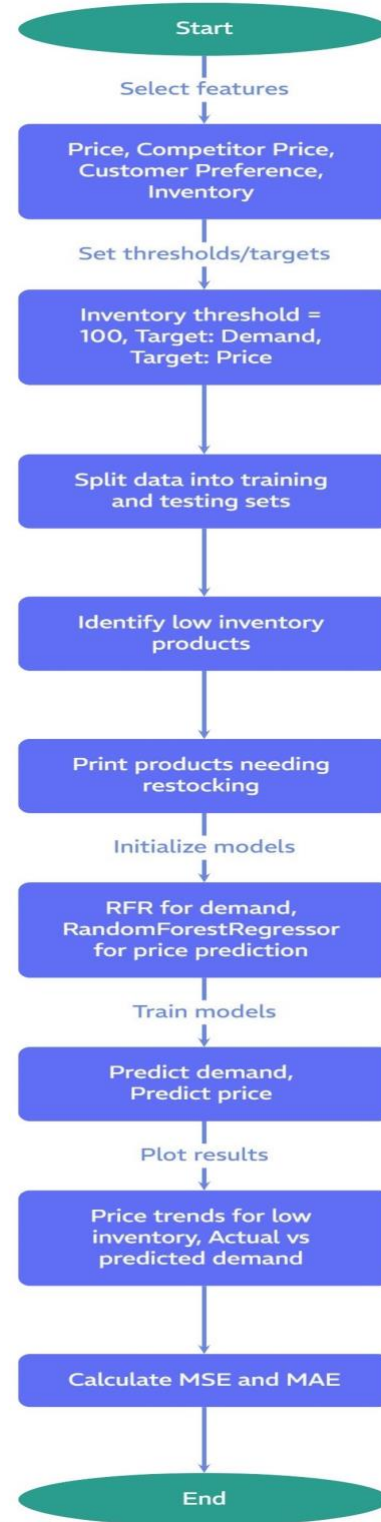 Start
Select features
Price, Competitor Price,
Customer Preference,
Inventory
Set thresholds/targets
Inventory threshold =
100, Target: Demand,
Target: Price
Split data into training
and testing sets
Identify low inventory
products
Print products needing
restocking
Initialize models
RFR for demand,
RandomForestRegressor
for price prediction
Train models
Predict demand,
Predict price
Plot results
Price trends for low
inventory, Actual vs
predicted demand
Calculate MSE and MAE
End